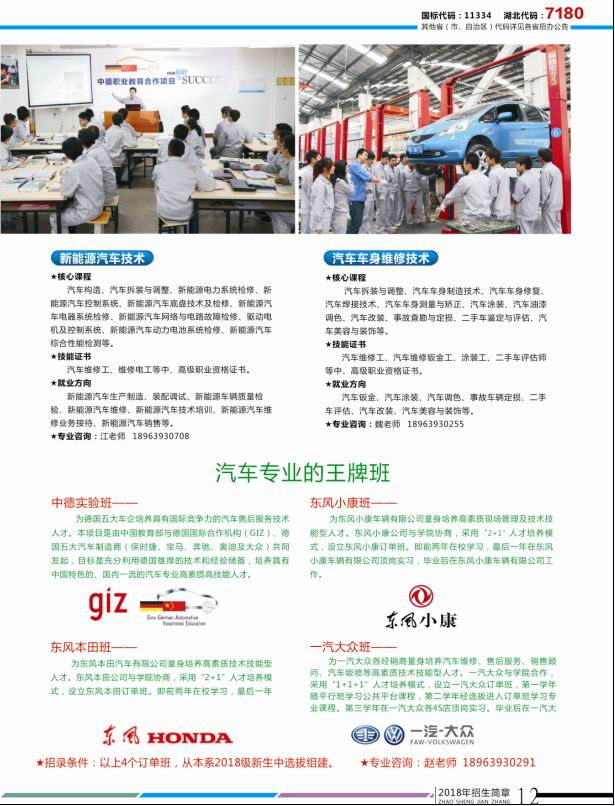 国标代码：11334 湖北代码：7180
其他省（市、自治区）代码详见各省招办公告
中德职业教育合作项目
SUCCESS
新能源汽车技术
★核心课程
汽车构造、汽车拆装与调整、新能源电力系统检修、新
能源汽车控制系统、新能源汽车底盘技术及检修、新能源汽
车电器系统检修、新能源汽车网络与电路故障检修、驱动电
机及控制系统、新能源汽车动力电池系统检修、新能源汽车
综合性能检测等。
★技能证书
汽车维修工、维修电工等中、高级职业资格证书。
★就业方向
新能源汽车生产制造、装配调试、新能源车辆质量检
验、新能源汽车维修、新能源汽车技术培训、新能源汽车维
修业务接待、新能源汽车销售等。
★专业咨询：江老师 18963930708
汽车车身维修技术
★核心课程
汽车拆装与调整、汽车车身制造技术、汽车车身修复、
汽车焊接技术、汽车车身测量与矫正、汽车涂装、汽车油漆
调色、汽车改装、事故查勘与定损、二手车鉴定与评估、汽
车美容与装饰等。
★技能证书
汽车维修工、汽车维修钣金工、涂装工、二手车评估师
等中、高级职业资格证书。
★就业方向
汽车钣金、汽车涂装、汽车调色、事故车辆定损、二手
车评估、汽车改装、汽车美容与装饰等。
★专业咨询：魏老师 18963930255
汽车专业的王牌班
中德实验班——
为德国五大车企培养具有国际竞争力的汽车售后服务技术
人才。本项目是由中国教育部与德国国际合作机构（GIZ）、德
国五大汽车制造商（保时捷、宝马、奔驰、奥迪及大众）共同
发起，目标是充分利用德国雄厚的技术和经验储备，培养具有
中国特色的、国内一流的汽车专业高素质高技能人才。
giz
Sino-German Automotive
Vocational Education
东风小康班——
为东风小康车辆有限公司量身培养高素质现场管理及技术技
能型人才。东风小康公司与学院协商，采用“2+1”人才培养模
式，设立东风小康订单班。即前两年在校学习，最后一年在东风
小康车辆有限公司顶岗实习，毕业后在东风小康车辆有限公司工
作。
东风小康
东风本田班——
为东风本田汽车有限公司量身培养高素质技术技能型
人才。东风本田公司与学院协商，采用“2+1”人才培养模
式，设立东风本田订单班。即前两年在校学习，最后一年
东风 HONDA
一汽大众班——
为一汽大众各经销商量身培养汽车维修、售后服务、销售顾
问、汽车钣喷等高素质技术技能型人才。一汽大众与学院合作，
采用“1+1+1”人才培养模式，设立一汽大众订单班，第一学年
随平行班学习公共平台课程，第二学年经选拔进入订单班学习专
业课程。第三学年在一汽大众各4S店顶岗实习。毕业后在一汽大
一汽-大众
FAW-VOLKSWAGEN
★招录条件：以上4个订单班，从本系2018级新生中选拔组建。 ★专业咨询：赵老师 18963930291
2018年招生简章
ZHAO SHENG JIAN ZHANG
12